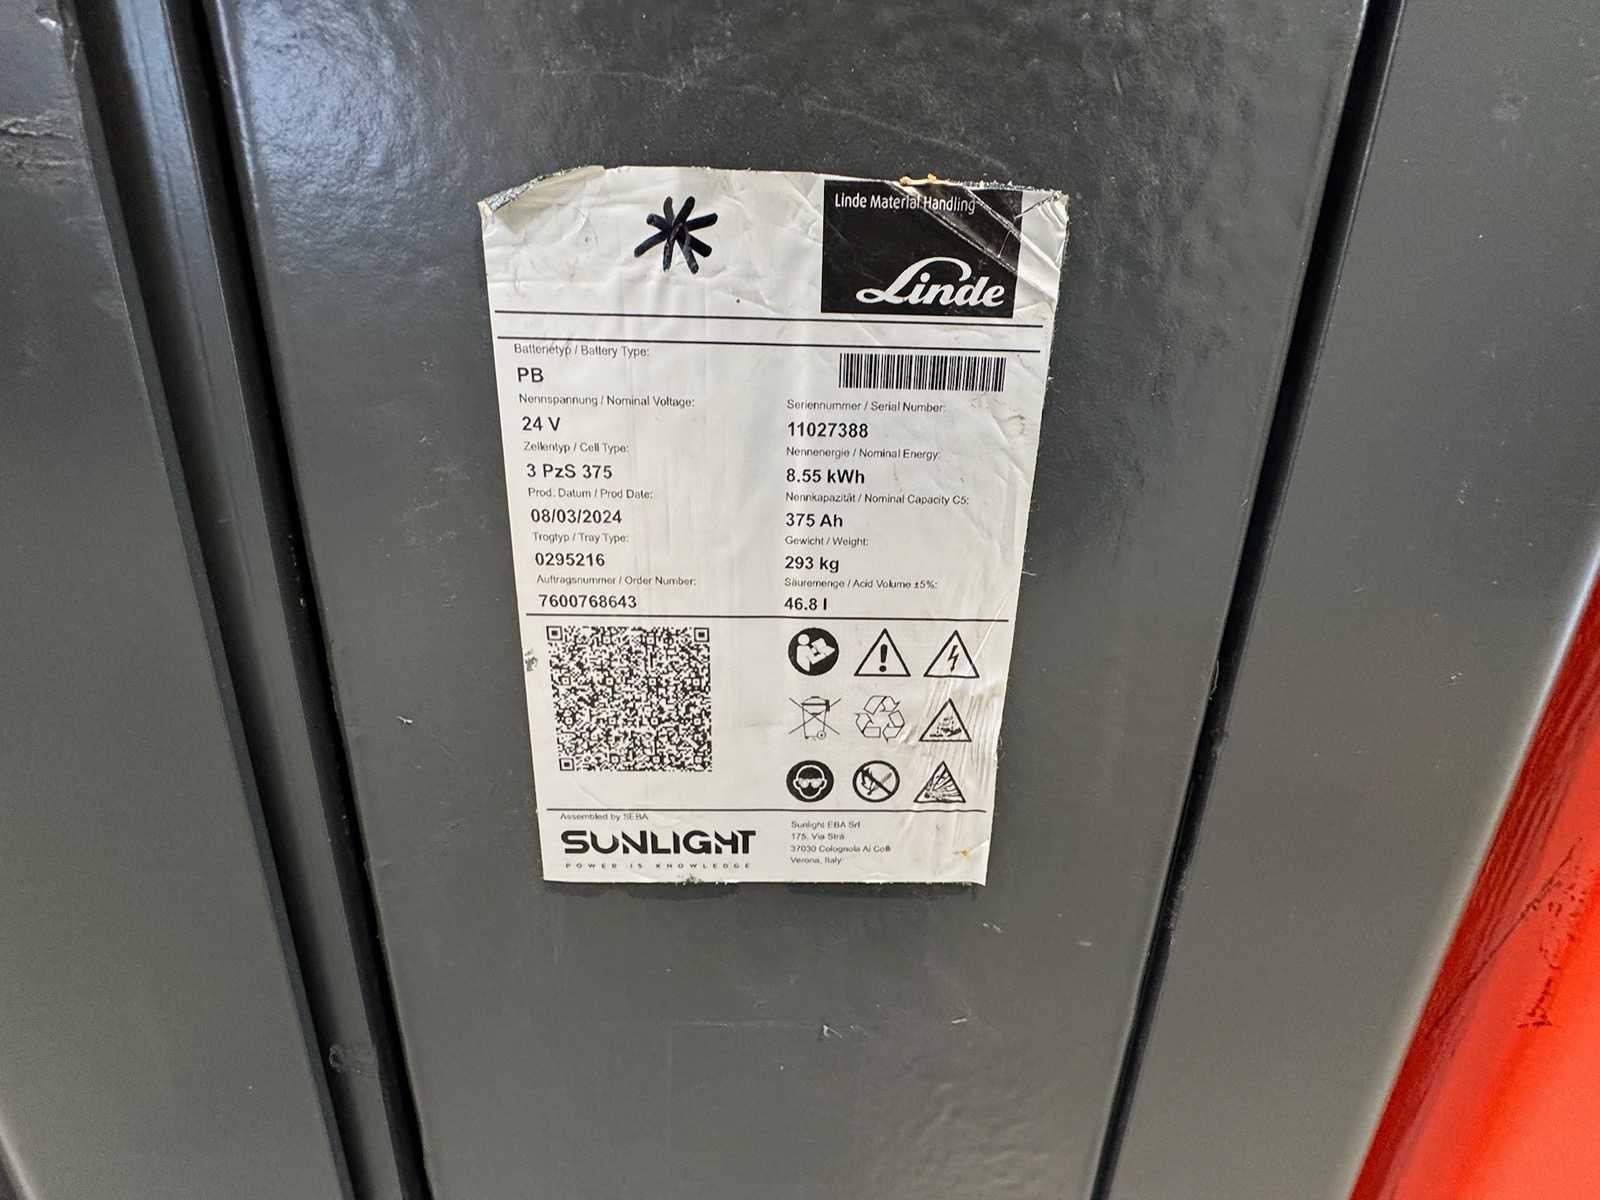 Linde Material Handling
Linde
Batterietyp / Battery Type:
PB
Nennspannung / Nominal Voltage:
24 V
Zellentyp / Cell Type:
3 PzS 375
Prod. Datum / Prod Date:
08/03/2024
Trogtyp / Tray Type:
0295216
Auftragsnummer / Order Number:
7600768643
Seriennummer / Serial Number:
11027388
Nennenergie / Nominal Energy:
8.55 kWh
Nennkapazität / Nominal Capacity C5:
375 Ah
Gewicht / Weight:
293 kg
Säuremenge / Acid Volume ±5%:
46.8 l
Assembled by SEBA
SUNLIGHT
POWER IS KNOWLEDGE
Sunlight EBA Srl
175, Via Strà
37030 Colognola Ai Colli
Verona, Italy